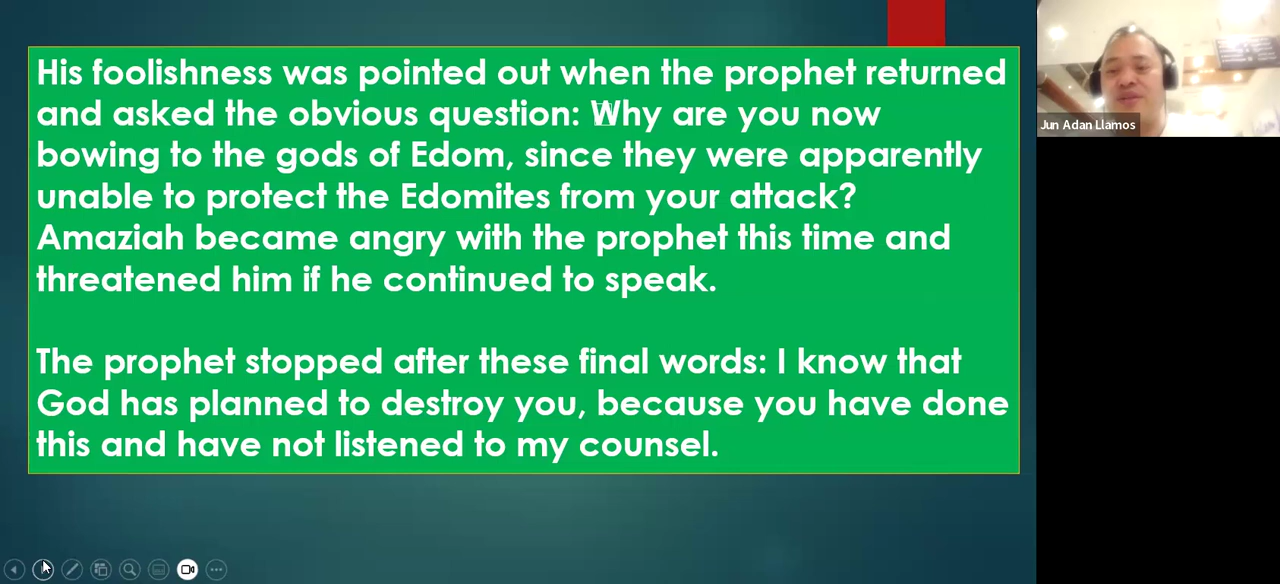 His foolishness was pointed out when the prophet returned
and asked the obvious question: Why are you now
bowing to the gods of Edom, since they were apparently
unable to protect the Edomites from your attack?
Amaziah became angry with the prophet this time and
threatened him if he continued to speak.
The prophet stopped after these final words: I know that
God has planned to destroy you, because you have done
this and have not listened to my counsel.
Jun Adan Llamos